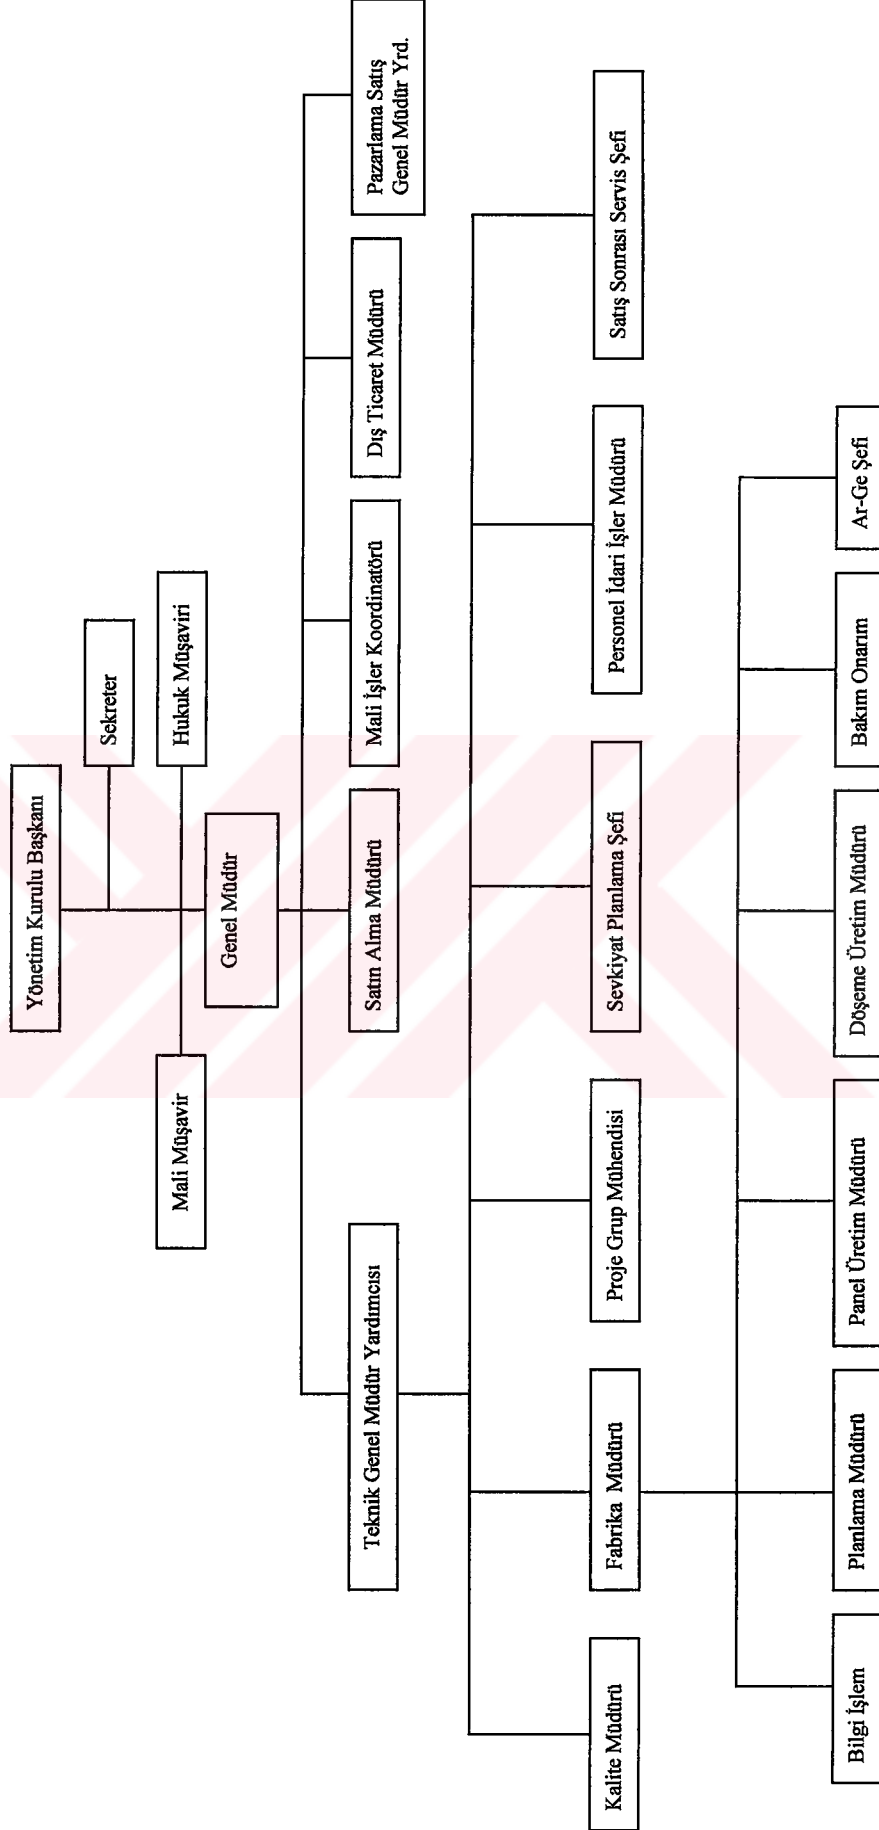 Yönetim Kurulu Başkanı
Sekreter
Mali Müşavir
Hukuk Müşaviri
Genel Müdür
Teknik Genel Müdür Yardımcısı
Satın Alma Müdürü
Mali İşler Koordinatörü
Dış Ticaret Müdürü
Pazarlama Satış
Genel Müdür Yrd.
Kalite Müdürü
Fabrika Müdürü
Proje Grup Mühendisi
Sevkiyat Planlama Şefi
Personel İdari İşler Müdürü
Satış Sonrası Servis Şefi
Bilgi İşlem
Planlama Müdürü
Panel Üretim Müdürü
Döşeme Üretim Müdürü
Bakım Onarım
Ar-Ge Şefi